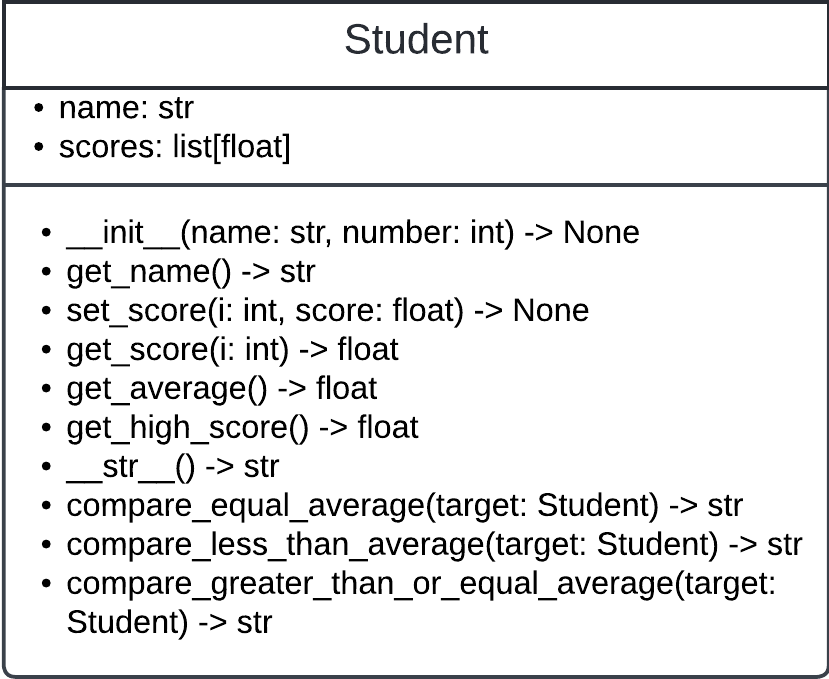 Student
• name: str
• scores: list[float]
• __init__(name: str, number: int) -> None
• get_name() -> str
• set_score(i: int, score: float) -> None
• get_score(i: int) -> float
• get_average() -> float
• get_high_score() -> float
• __str__() -> str
• compare_equal_average(target: Student) -> str
• compare_less_than_average(target: Student) -> str
• compare_greater_than_or_equal_average(target:
Student) -> str